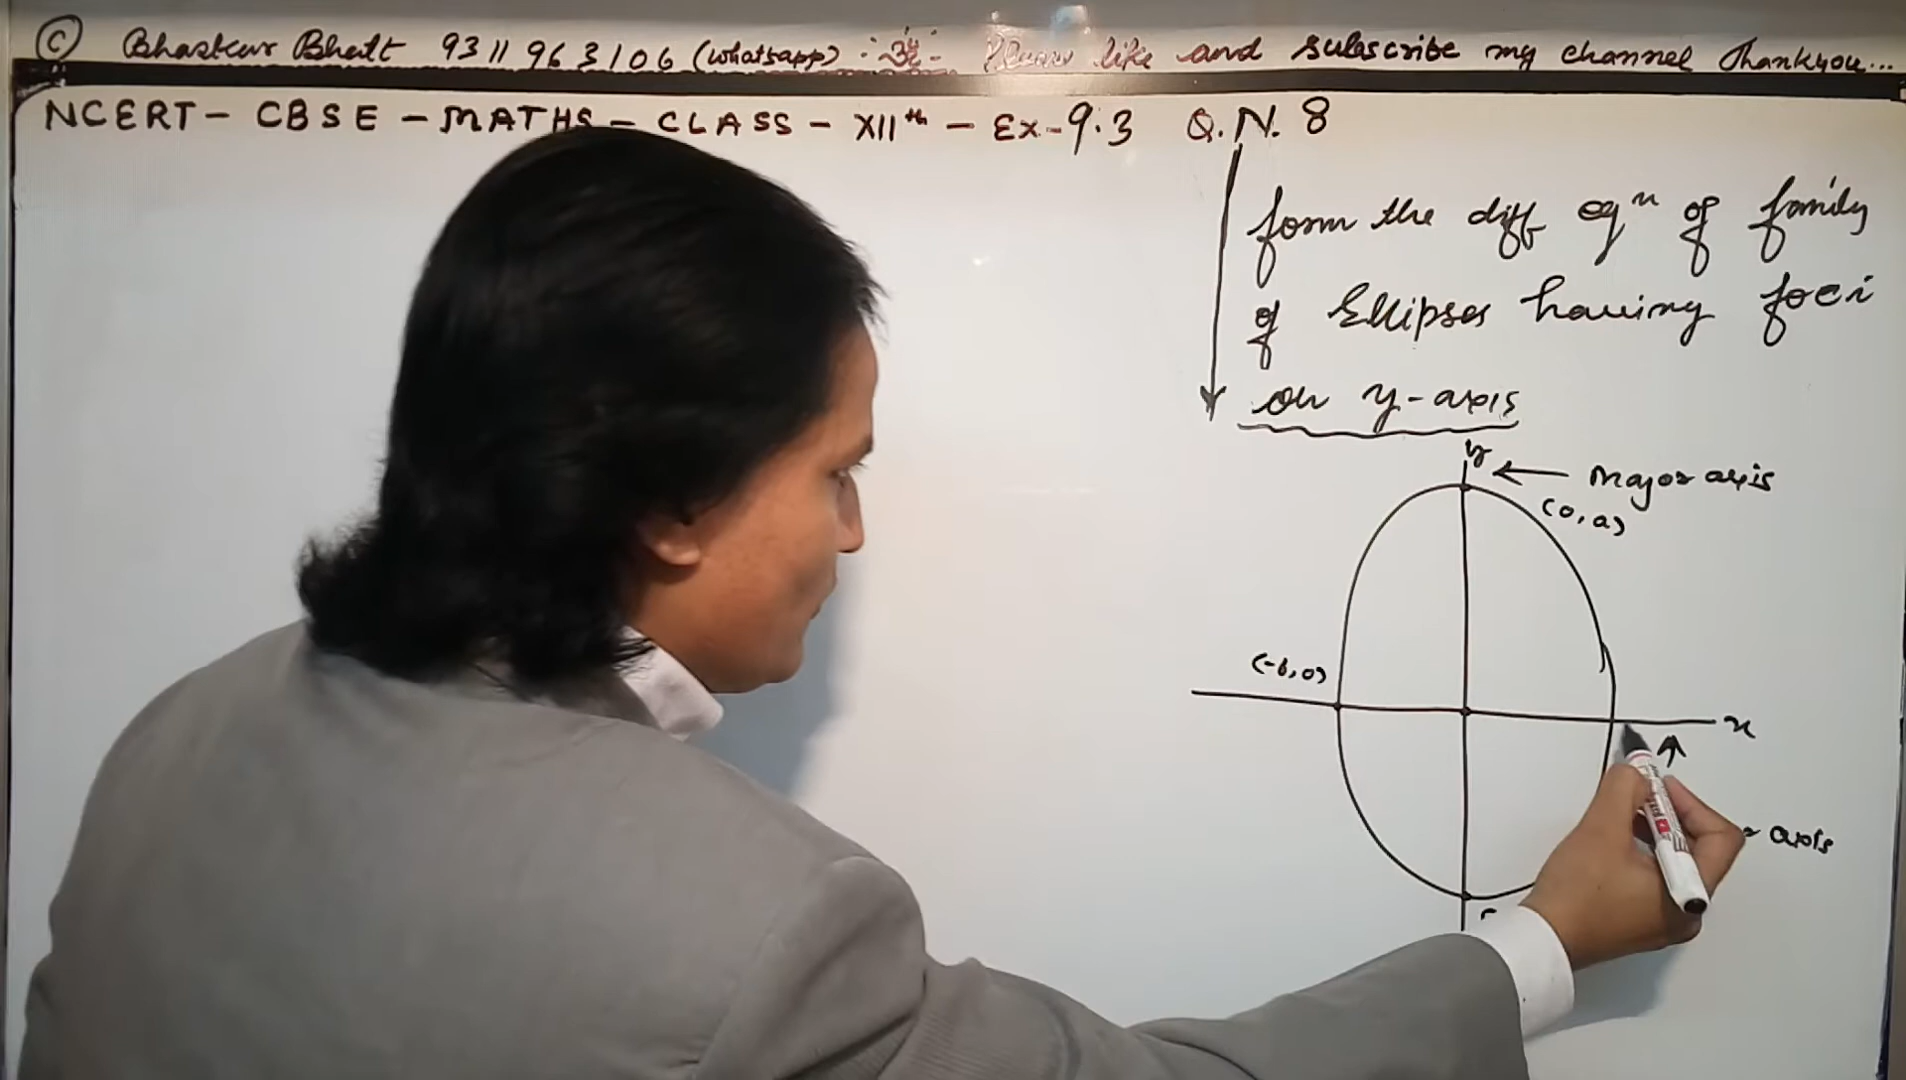 © Bhaskar Bhatt 9311963106 (whatsapp) - ॐ - Please like and subscribe my channel Thankyou...
NCERT - CBSE - MATHS - CLASS - XIIth - Ex - 9.3 Q.N. 8
form the diff eqn of family
of Ellipses having foci
on y-axis
y
Major axis
(0, a)
(-b, 0)
x
axis